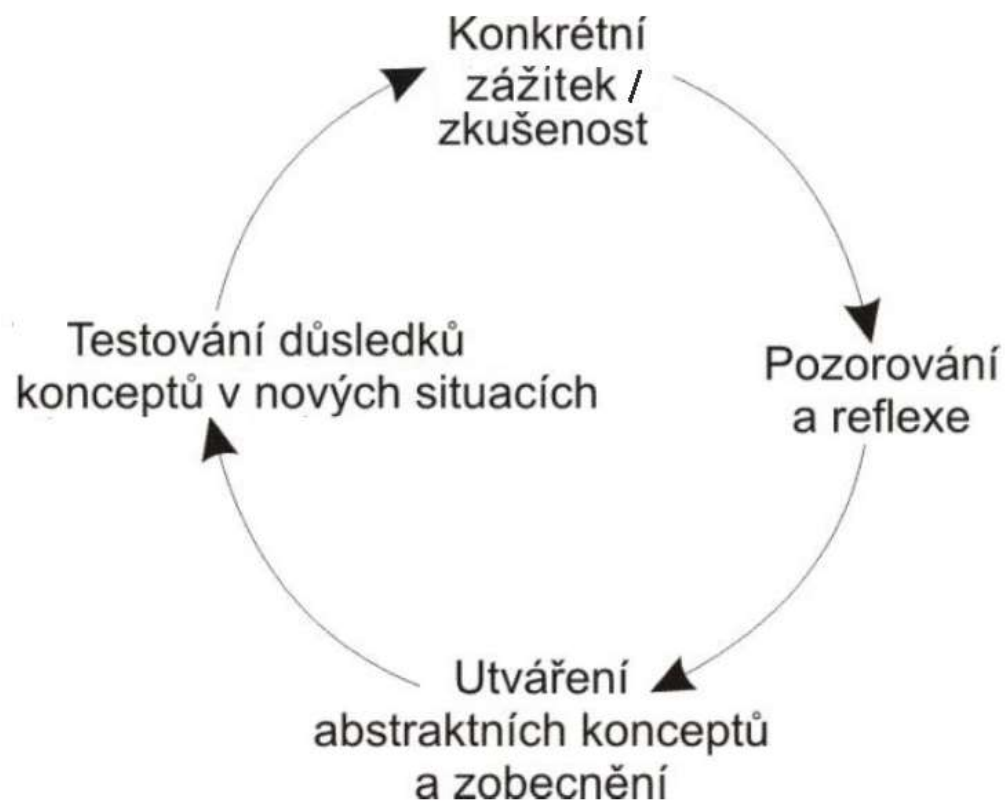 Konkrétní
zážitek /
zkušenost
Pozorování
a reflexe
Utváření
abstraktních konceptů
a zobecnění
Testování důsledků
konceptů v nových situacích